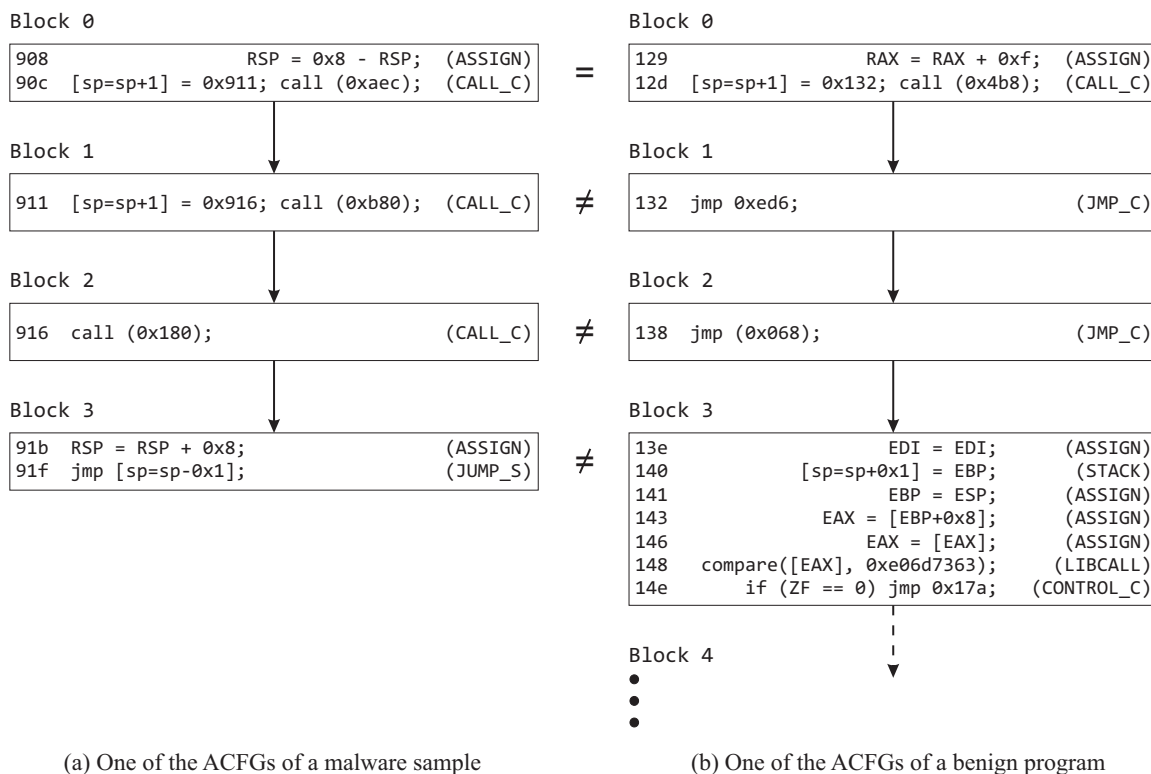 Block 0
908 RSP = 0x8 - RSP; (ASSIGN)
90c [sp=sp+1] = 0x911; call (0xaec); (CALL_C)
Block 1
911 [sp=sp+1] = 0x916; call (0xb80); (CALL_C)
Block 2
916 call (0x180); (CALL_C)
Block 3
91b RSP = RSP + 0x8; (ASSIGN)
91f jmp [sp=sp-0x1]; (JUMP_S)
(a) One of the ACFGs of a malware sample
=
≠
≠
≠
Block 0
129 RAX = RAX + 0xf; (ASSIGN)
12d [sp=sp+1] = 0x132; call (0x4b8); (CALL_C)
Block 1
132 jmp 0xed6; (JMP_C)
Block 2
138 jmp (0x068); (JMP_C)
Block 3
13e EDI = EDI; (ASSIGN)
140 [sp=sp+0x1] = EBP; (STACK)
141 EBP = ESP; (ASSIGN)
143 EAX = [EBP+0x8]; (ASSIGN)
146 EAX = [EAX]; (ASSIGN)
148 compare([EAX], 0xe06d7363); (LIBCALL)
14e if (ZF == 0) jmp 0x17a; (CONTROL_C)
Block 4
(b) One of the ACFGs of a benign program